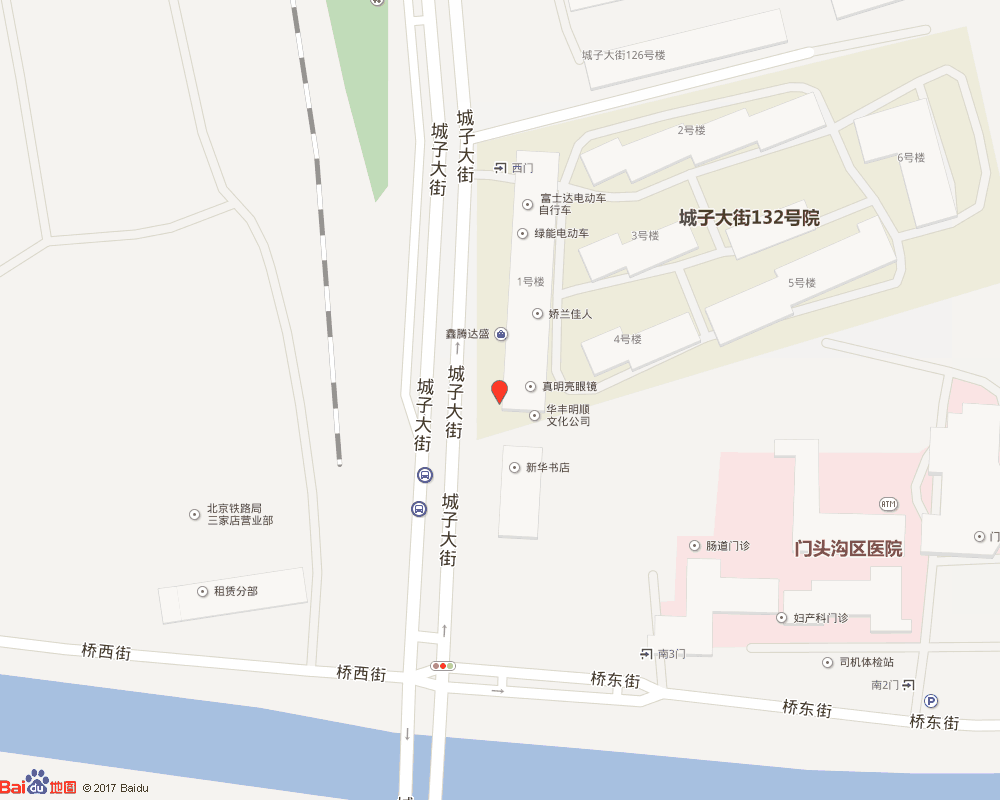 城子大街126号楼
城子大街
城子大街
2号楼
6号楼
西门
富士达电动车
自行车
城子大街132号院
绿能电动车
3号楼
1号楼
5号楼
娇兰佳人
鑫腾达盛
4号楼
城子大街
城子大街
真明亮眼镜
华丰明顺
文化公司
新华书店
城子大街
北京铁路局
三家店营业部
ATM
门头沟区医院
肠道门诊
门
租赁分部
妇产科门诊
桥西街
南3门
司机体检站
桥西街
桥东街
南2门
P
桥东街
桥东街
Bai du 地图 © 2017 Baidu